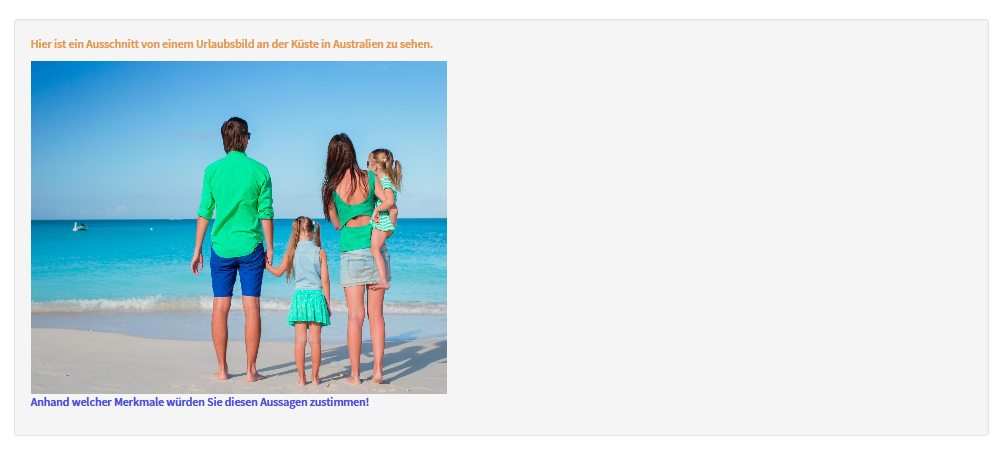 Hier ist ein Ausschnitt von einem Urlaubsbild an der Küste in Australien zu sehen.
Anhand welcher Merkmale würden Sie diesen Aussagen zustimmen!